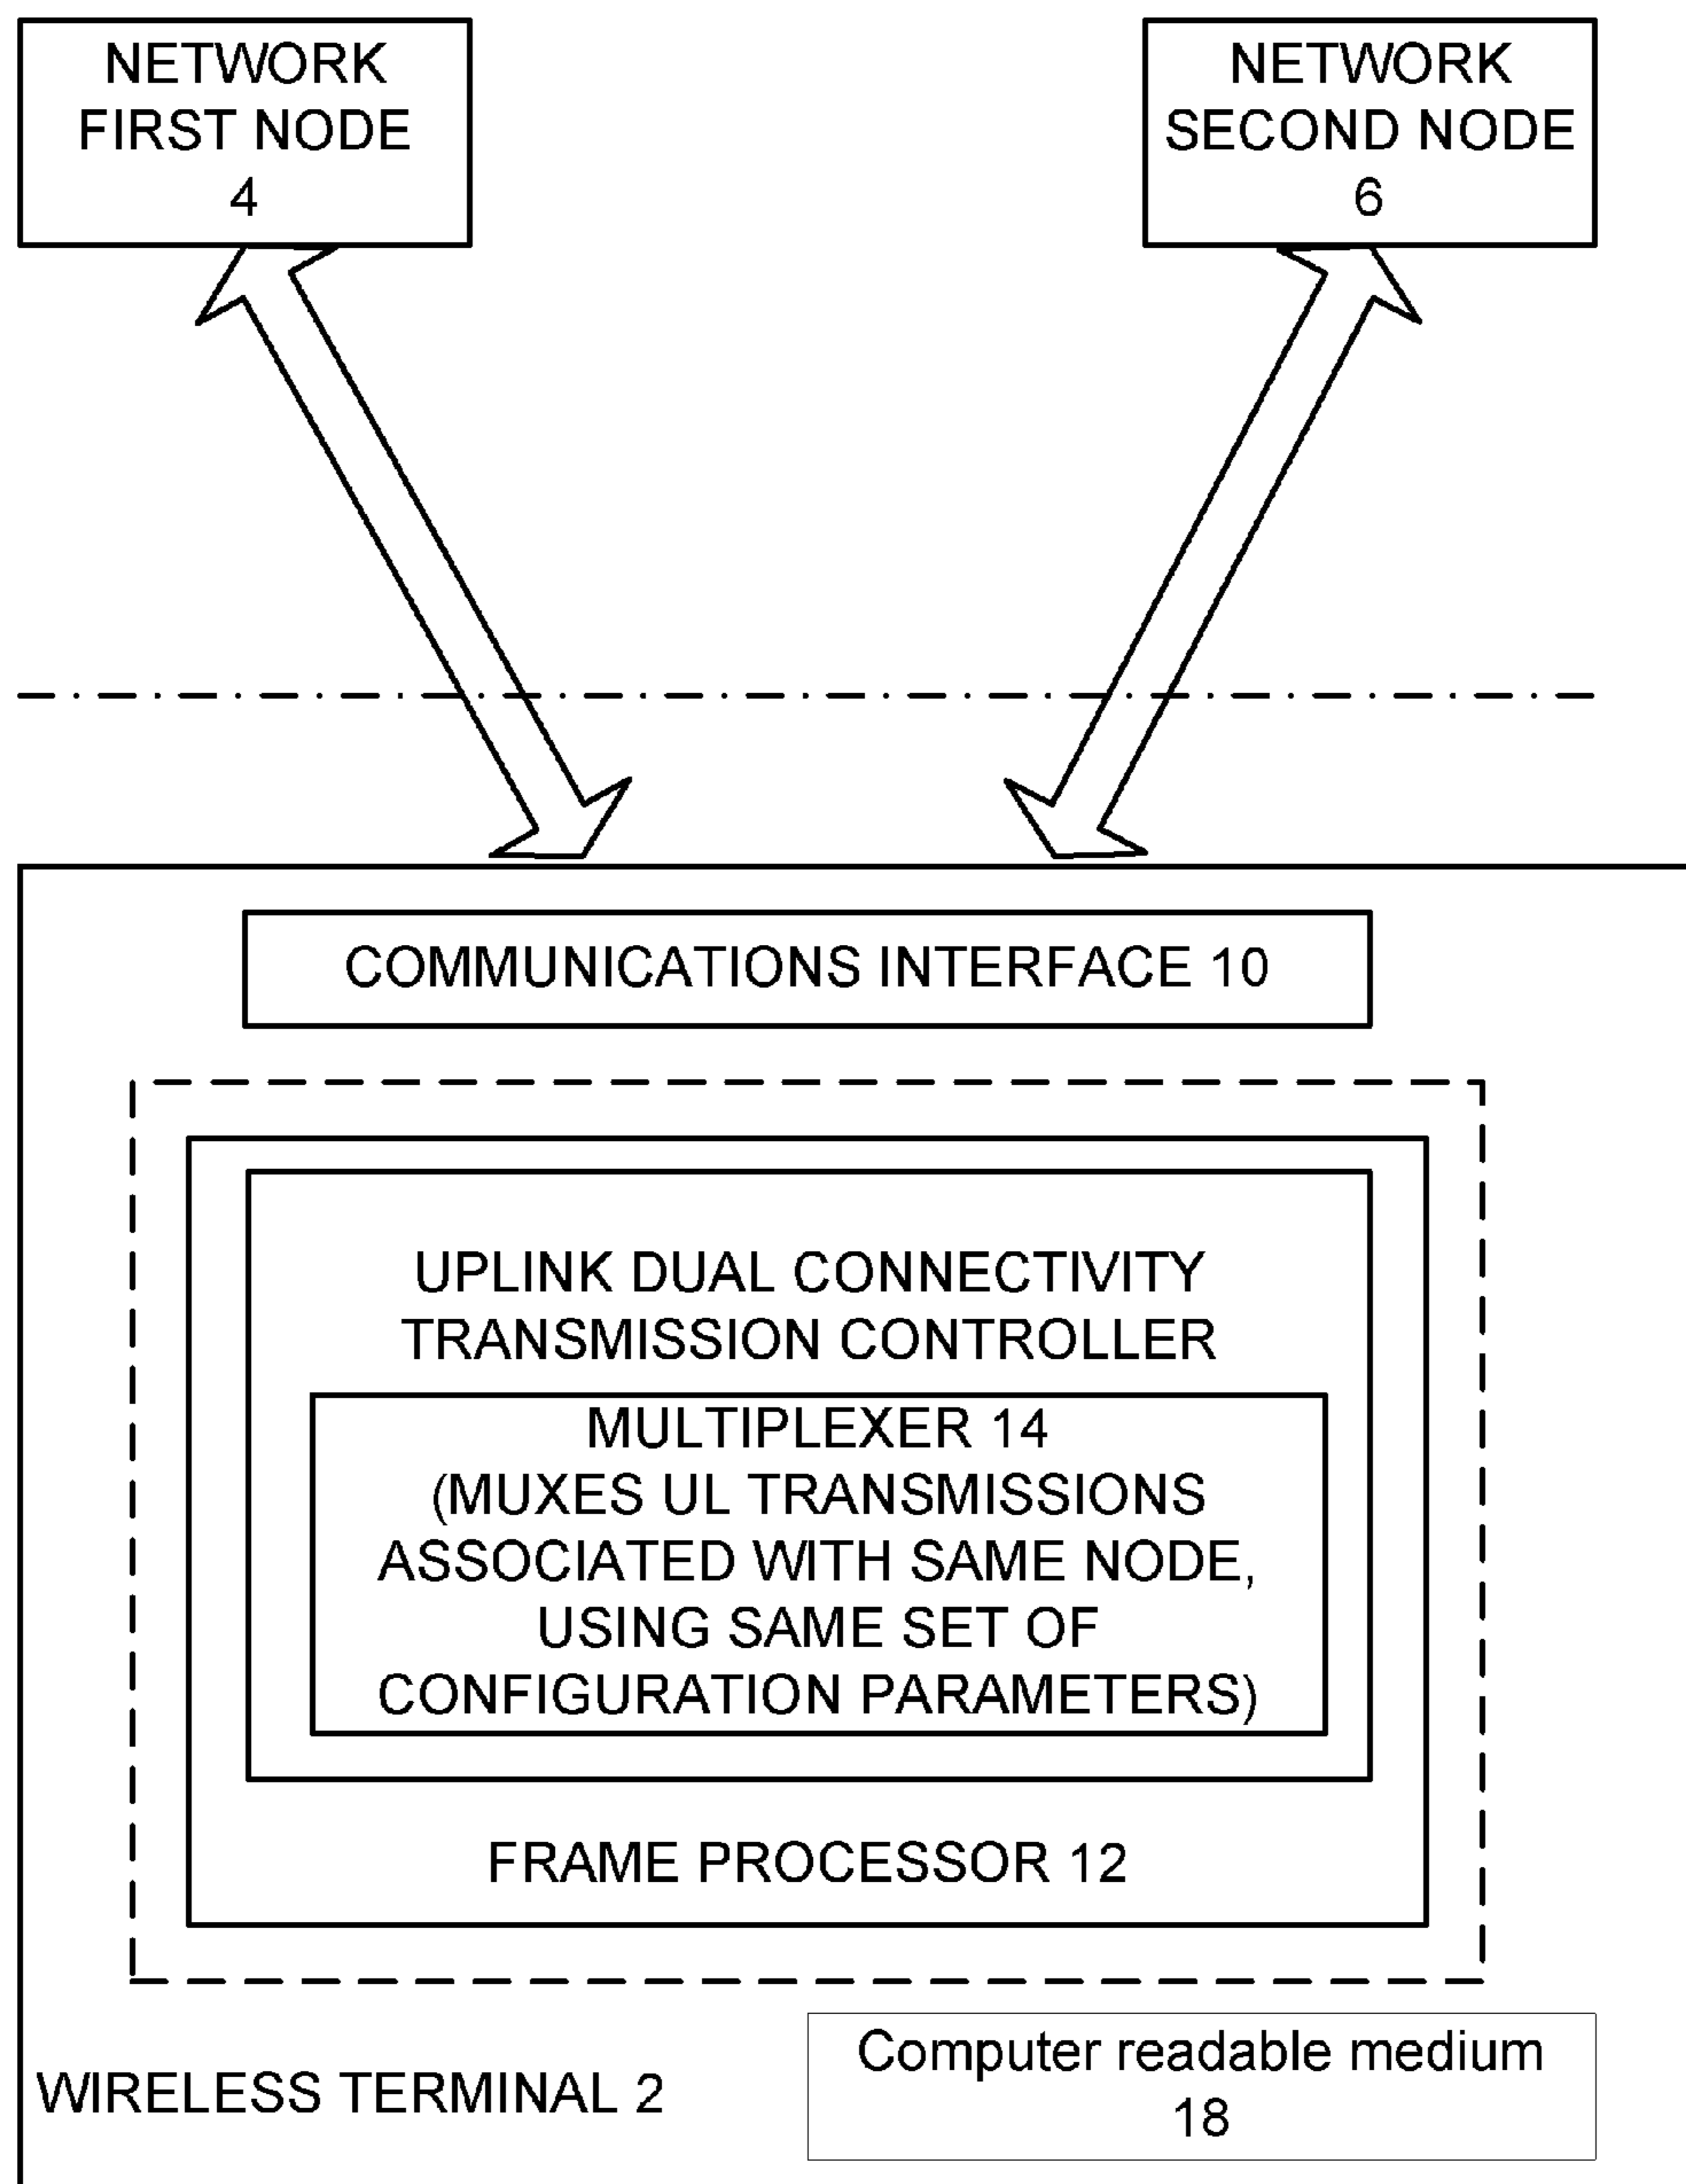 NETWORK
FIRST NODE
4
NETWORK
SECOND NODE
6
COMMUNICATIONS INTERFACE 10
UPLINK DUAL CONNECTIVITY
TRANSMISSION CONTROLLER
MULTIPLEXER 14
(MUXES UL TRANSMISSIONS
ASSOCIATED WITH SAME NODE,
USING SAME SET OF
CONFIGURATION PARAMETERS)
FRAME PROCESSOR 12
WIRELESS TERMINAL 2
Computer readable medium
18